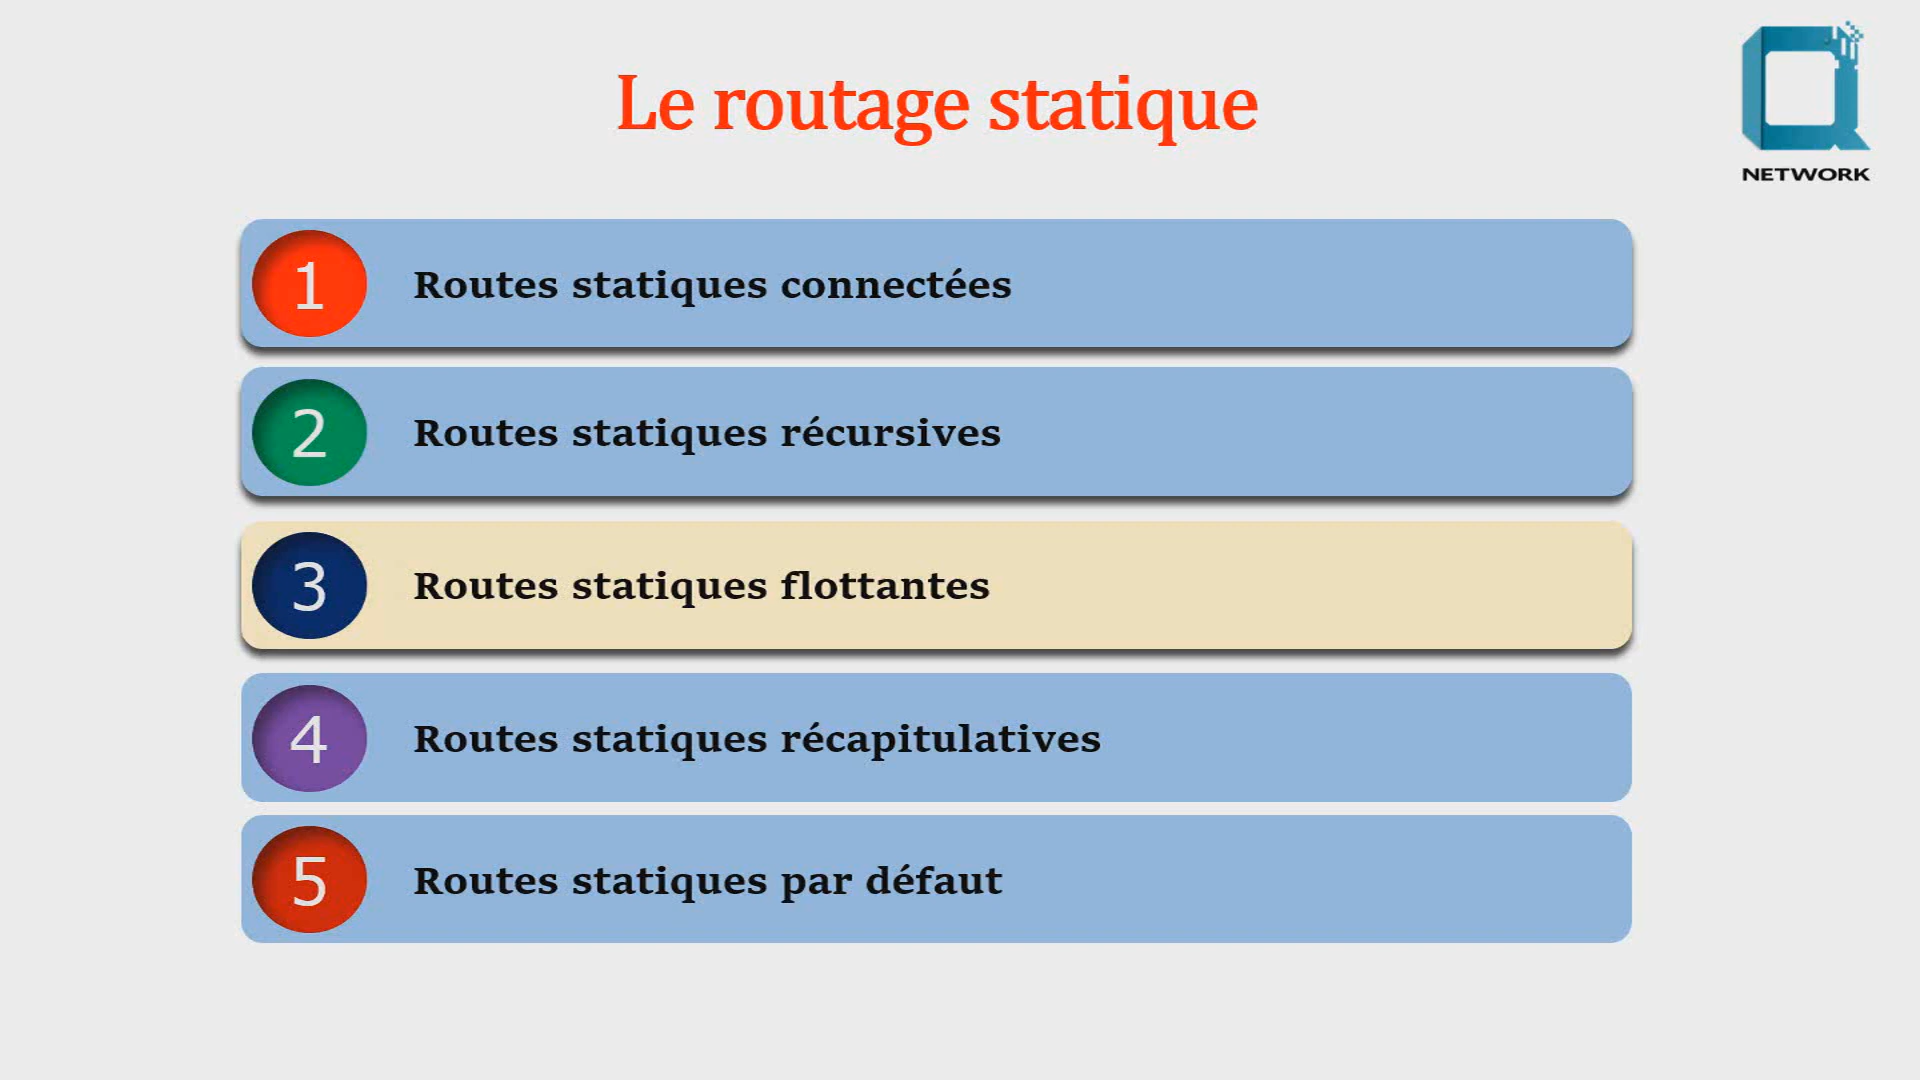 Le routage statique
NETWORK
1 Routes statiques connectées
2 Routes statiques récursives
3 Routes statiques flottantes
4 Routes statiques récapitulatives
5 Routes statiques par défaut